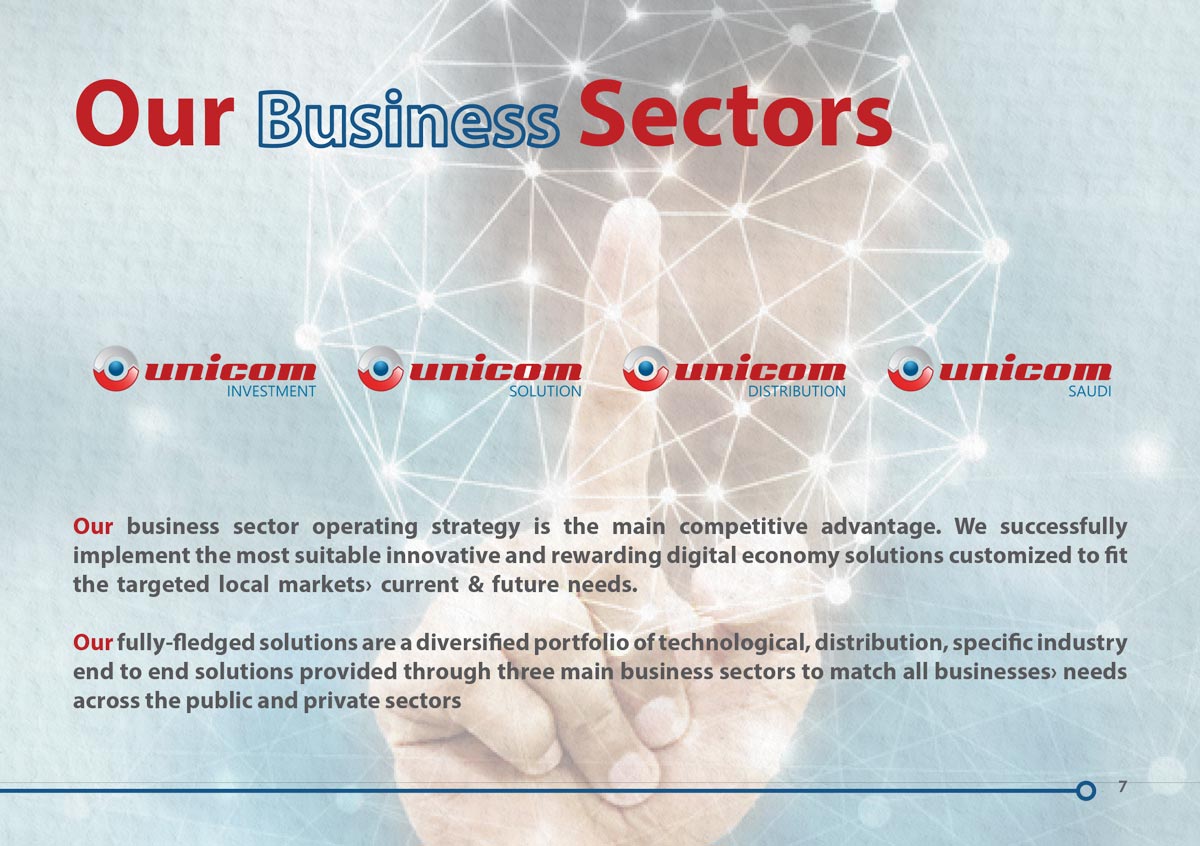 Our Business Sectors
unicom INVESTMENT
unicom SOLUTION
unicom DISTRIBUTION
unicom SAUDI
Our business sector operating strategy is the main competitive advantage. We successfully
implement the most suitable innovative and rewarding digital economy solutions customized to fit
the targeted local markets› current & future needs.
Our fully-fledged solutions are a diversified portfolio of technological, distribution, specific industry
end to end solutions provided through three main business sectors to match all businesses› needs
across the public and private sectors
7